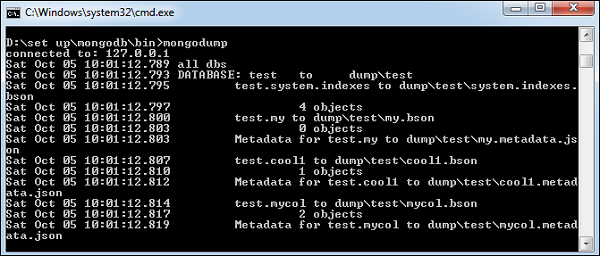 C:\Windows\system32\cmd.exe
D:\set up\mongodb\bin>mongodump
connected to: 127.0.0.1
Sat Oct 05 10:01:12.789 all dbs
Sat Oct 05 10:01:12.793 DATABASE: test   to     dump\test
Sat Oct 05 10:01:12.795         test.system.indexes to dump\test\system.indexes.
bson
Sat Oct 05 10:01:12.797                  4 objects
Sat Oct 05 10:01:12.800         test.my to dump\test\my.bson
Sat Oct 05 10:01:12.803                  0 objects
Sat Oct 05 10:01:12.803         Metadata for test.my to dump\test\my.metadata.js
on
Sat Oct 05 10:01:12.807         test.cool1 to dump\test\cool1.bson
Sat Oct 05 10:01:12.810                  1 objects
Sat Oct 05 10:01:12.812         Metadata for test.cool1 to dump\test\cool1.metad
ata.json
Sat Oct 05 10:01:12.814         test.mycol to dump\test\mycol.bson
Sat Oct 05 10:01:12.817                  2 objects
Sat Oct 05 10:01:12.819         Metadata for test.mycol to dump\test\mycol.metad
ata.json